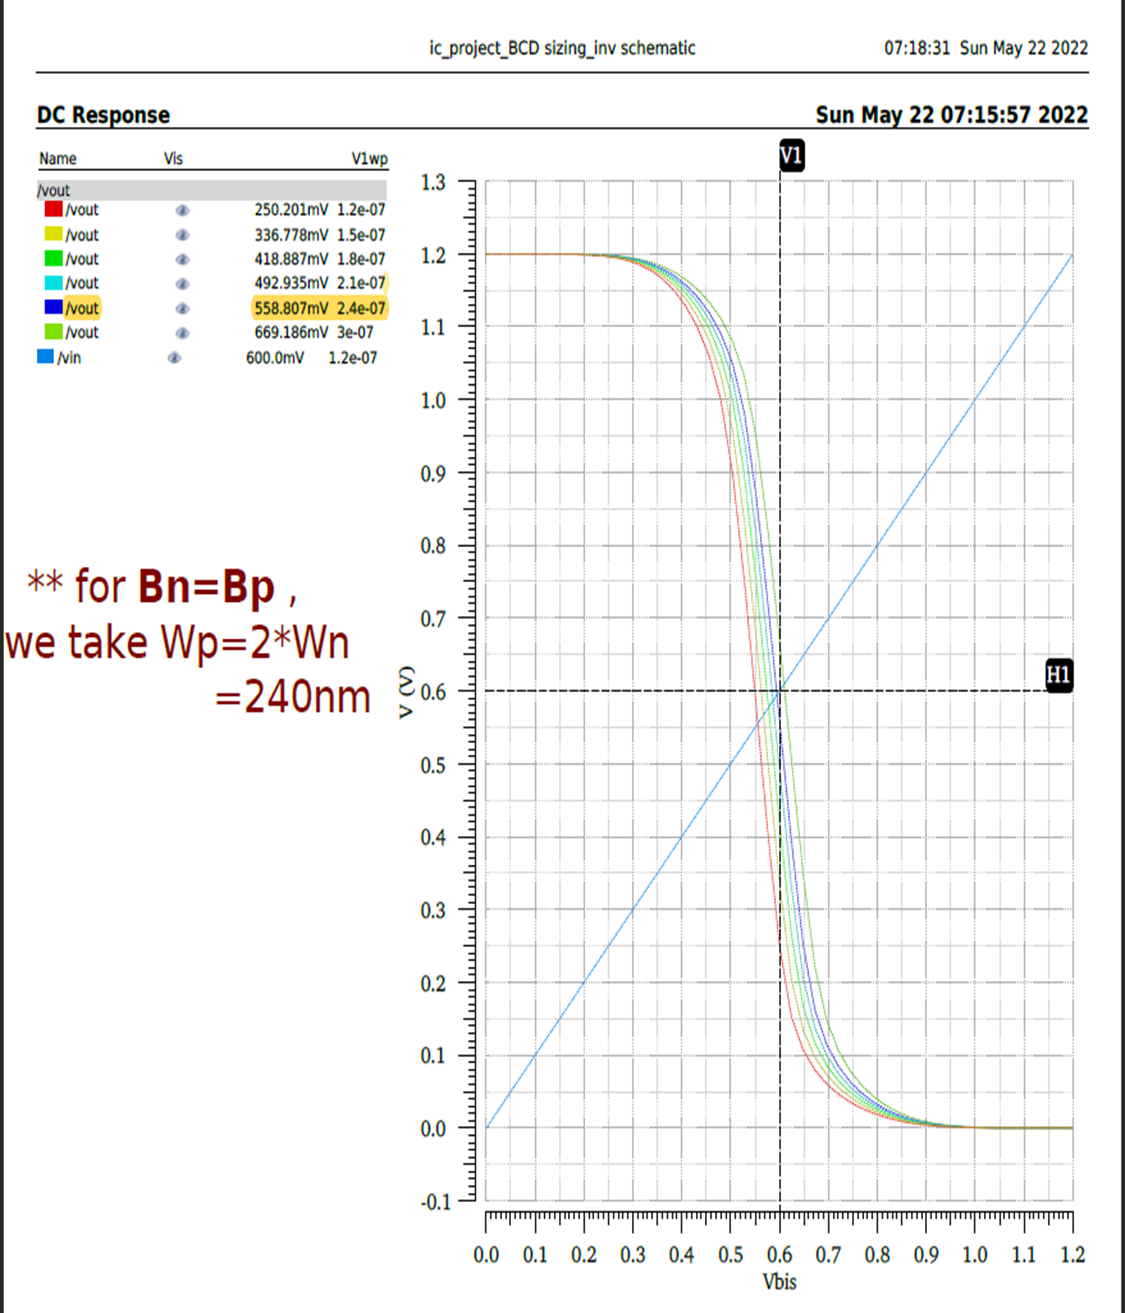 ic_project_BCD sizing_inv schematic 07:18:31 Sun May 22 2022
DC Response Sun May 22 07:15:57 2022
Name Vis V1wp
/vout
/vout 250.201mV 1.2e-07
/vout 336.778mV 1.5e-07
/vout 418.887mV 1.8e-07
/vout 492.935mV 2.1e-07
/vout 558.807mV 2.4e-07
/vout 669.186mV 3e-07
/vin 600.0mV 1.2e-07
** for Bn=Bp ,
we take Wp=2*Wn
=240nm
V1
H1
V (V)
1.3
1.2
1.1
1.0
0.9
0.8
0.7
0.6
0.5
0.4
0.3
0.2
0.1
0.0
-0.1
0.0 0.1 0.2 0.3 0.4 0.5 0.6 0.7 0.8 0.9 1.0 1.1 1.2
Vbis